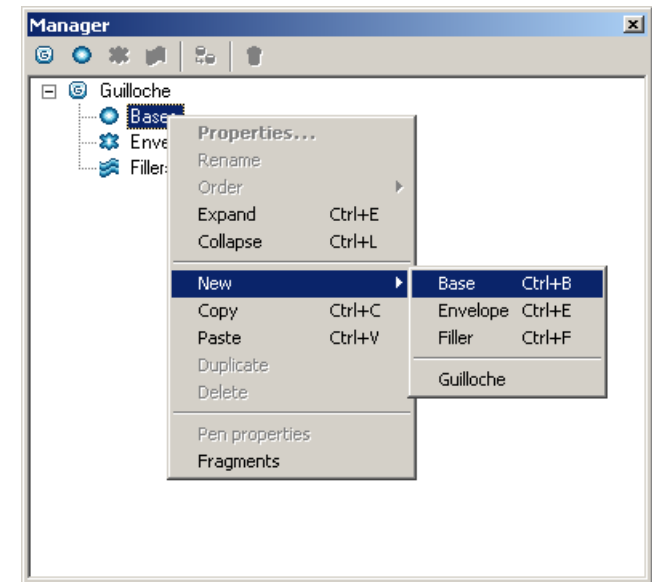 Manager
Guilloche
Bases
Enve
Filler
Properties...
Rename
Order
Expand Ctrl+E
Collapse Ctrl+L
New
Copy Ctrl+C
Paste Ctrl+V
Duplicate
Delete
Pen properties
Fragments
Base Ctrl+B
Envelope Ctrl+E
Filler Ctrl+F
Guilloche